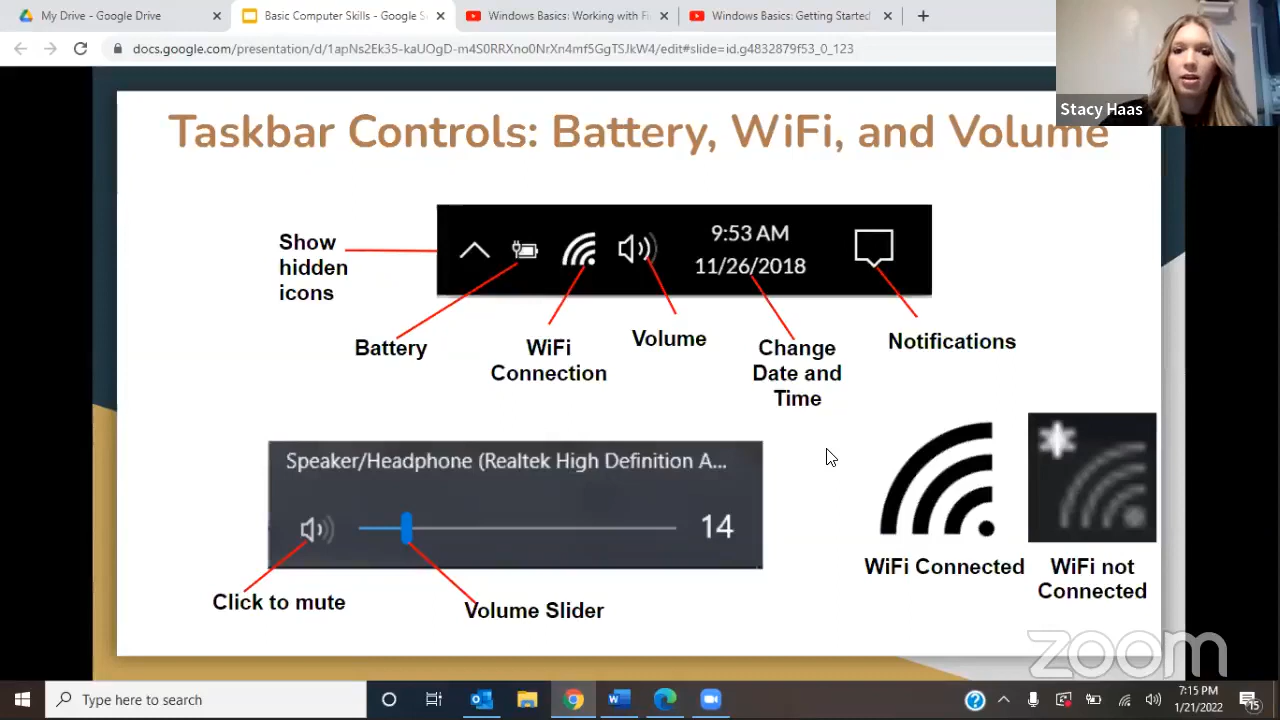 My Drive - Google Drive
Basic Computer Skills - Google S
Windows Basics: Working with Fi
Windows Basics: Getting Started
docs.google.com/presentation/d/1apNs2Ek35-kaUOgD-m4S0RRXno0NrXn4mf5GgTSJkW4/edit#slide=id.g4832879f53_0_123
Stacy Haas
Taskbar Controls: Battery, WiFi, and Volume
Show
hidden
icons
9:53 AM
11/26/2018
Battery
WiFi
Connection
Volume
Change
Date and
Time
Notifications
Speaker/Headphone (Realtek High Definition A...
14
Click to mute
Volume Slider
WiFi Connected
WiFi not
Connected
zoom
Type here to search
7:15 PM
1/21/2022
15